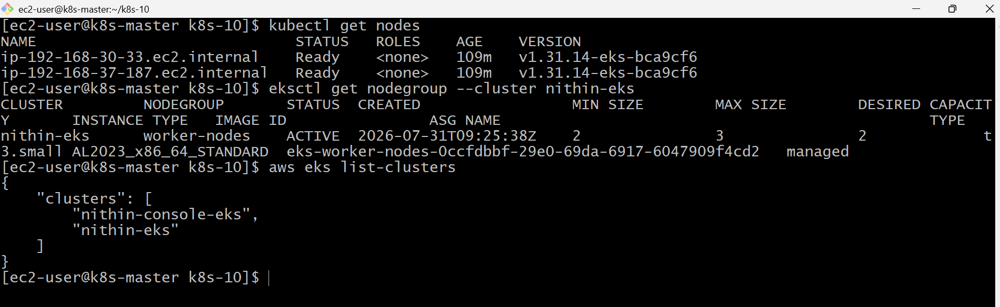 ec2-user@k8s-master:~/k8s-10
[ec2-user@k8s-master k8s-10]$ kubectl get nodes
NAME                             STATUS   ROLES    AGE    VERSION
ip-192-168-30-33.ec2.internal    Ready    <none>   109m   v1.31.14-eks-bca9cf6
ip-192-168-37-187.ec2.internal   Ready    <none>   109m   v1.31.14-eks-bca9cf6
[ec2-user@k8s-master k8s-10]$ eksctl get nodegroup --cluster nithin-eks
CLUSTER         NODEGROUP       STATUS  CREATED                 MIN SIZE        MAX SIZE        DESIRED CAPACIT
Y       INSTANCE TYPE   IMAGE ID                ASG NAME                                                TYPE
nithin-eks      worker-nodes    ACTIVE  2026-07-31T09:25:38Z    2               3               2             t
3.small AL2023_x86_64_STANDARD  eks-worker-nodes-0ccfdbbf-29e0-69da-6917-6047909f4cd2   managed
[ec2-user@k8s-master k8s-10]$ aws eks list-clusters
{
    "clusters": [
        "nithin-console-eks",
        "nithin-eks"
    ]
}
[ec2-user@k8s-master k8s-10]$